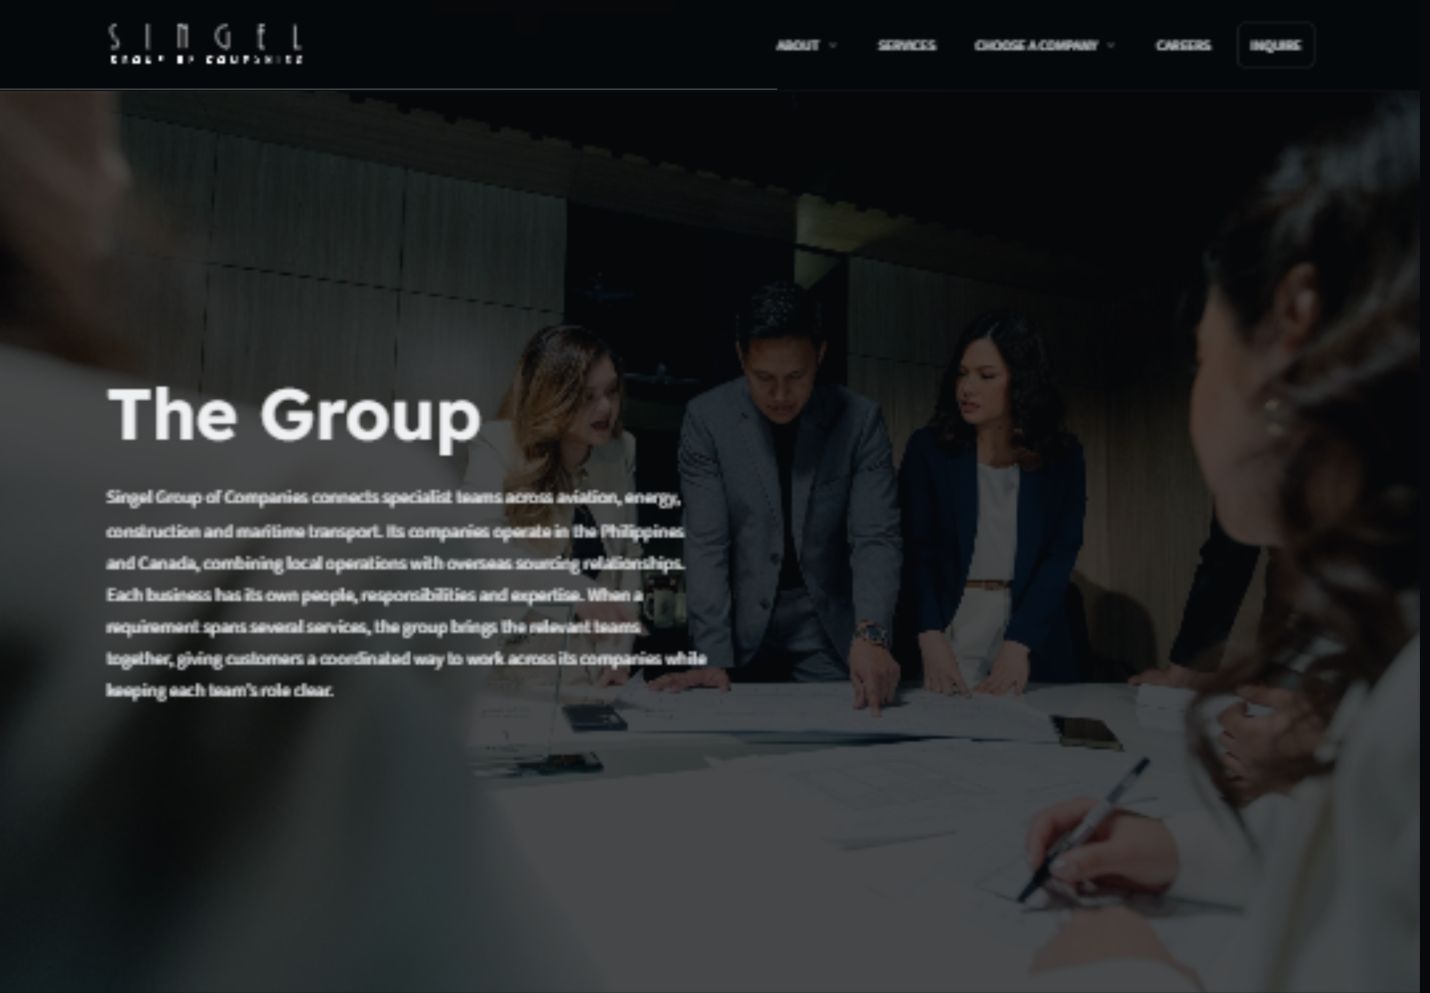 SINGEL
GROUP OF COMPANIES
ABOUT
SERVICES
CHOOSE A COMPANY
CAREERS
INQUIRE
The Group
Singel Group of Companies connects specialist teams across aviation, energy,
construction and maritime transport. Its companies operate in the Philippines
and Canada, combining local operations with overseas sourcing relationships.
Each business has its own people, responsibilities and expertise. When a
requirement spans several services, the group brings the relevant teams
together, giving customers a coordinated way to work across its companies while
keeping each team's role clear.